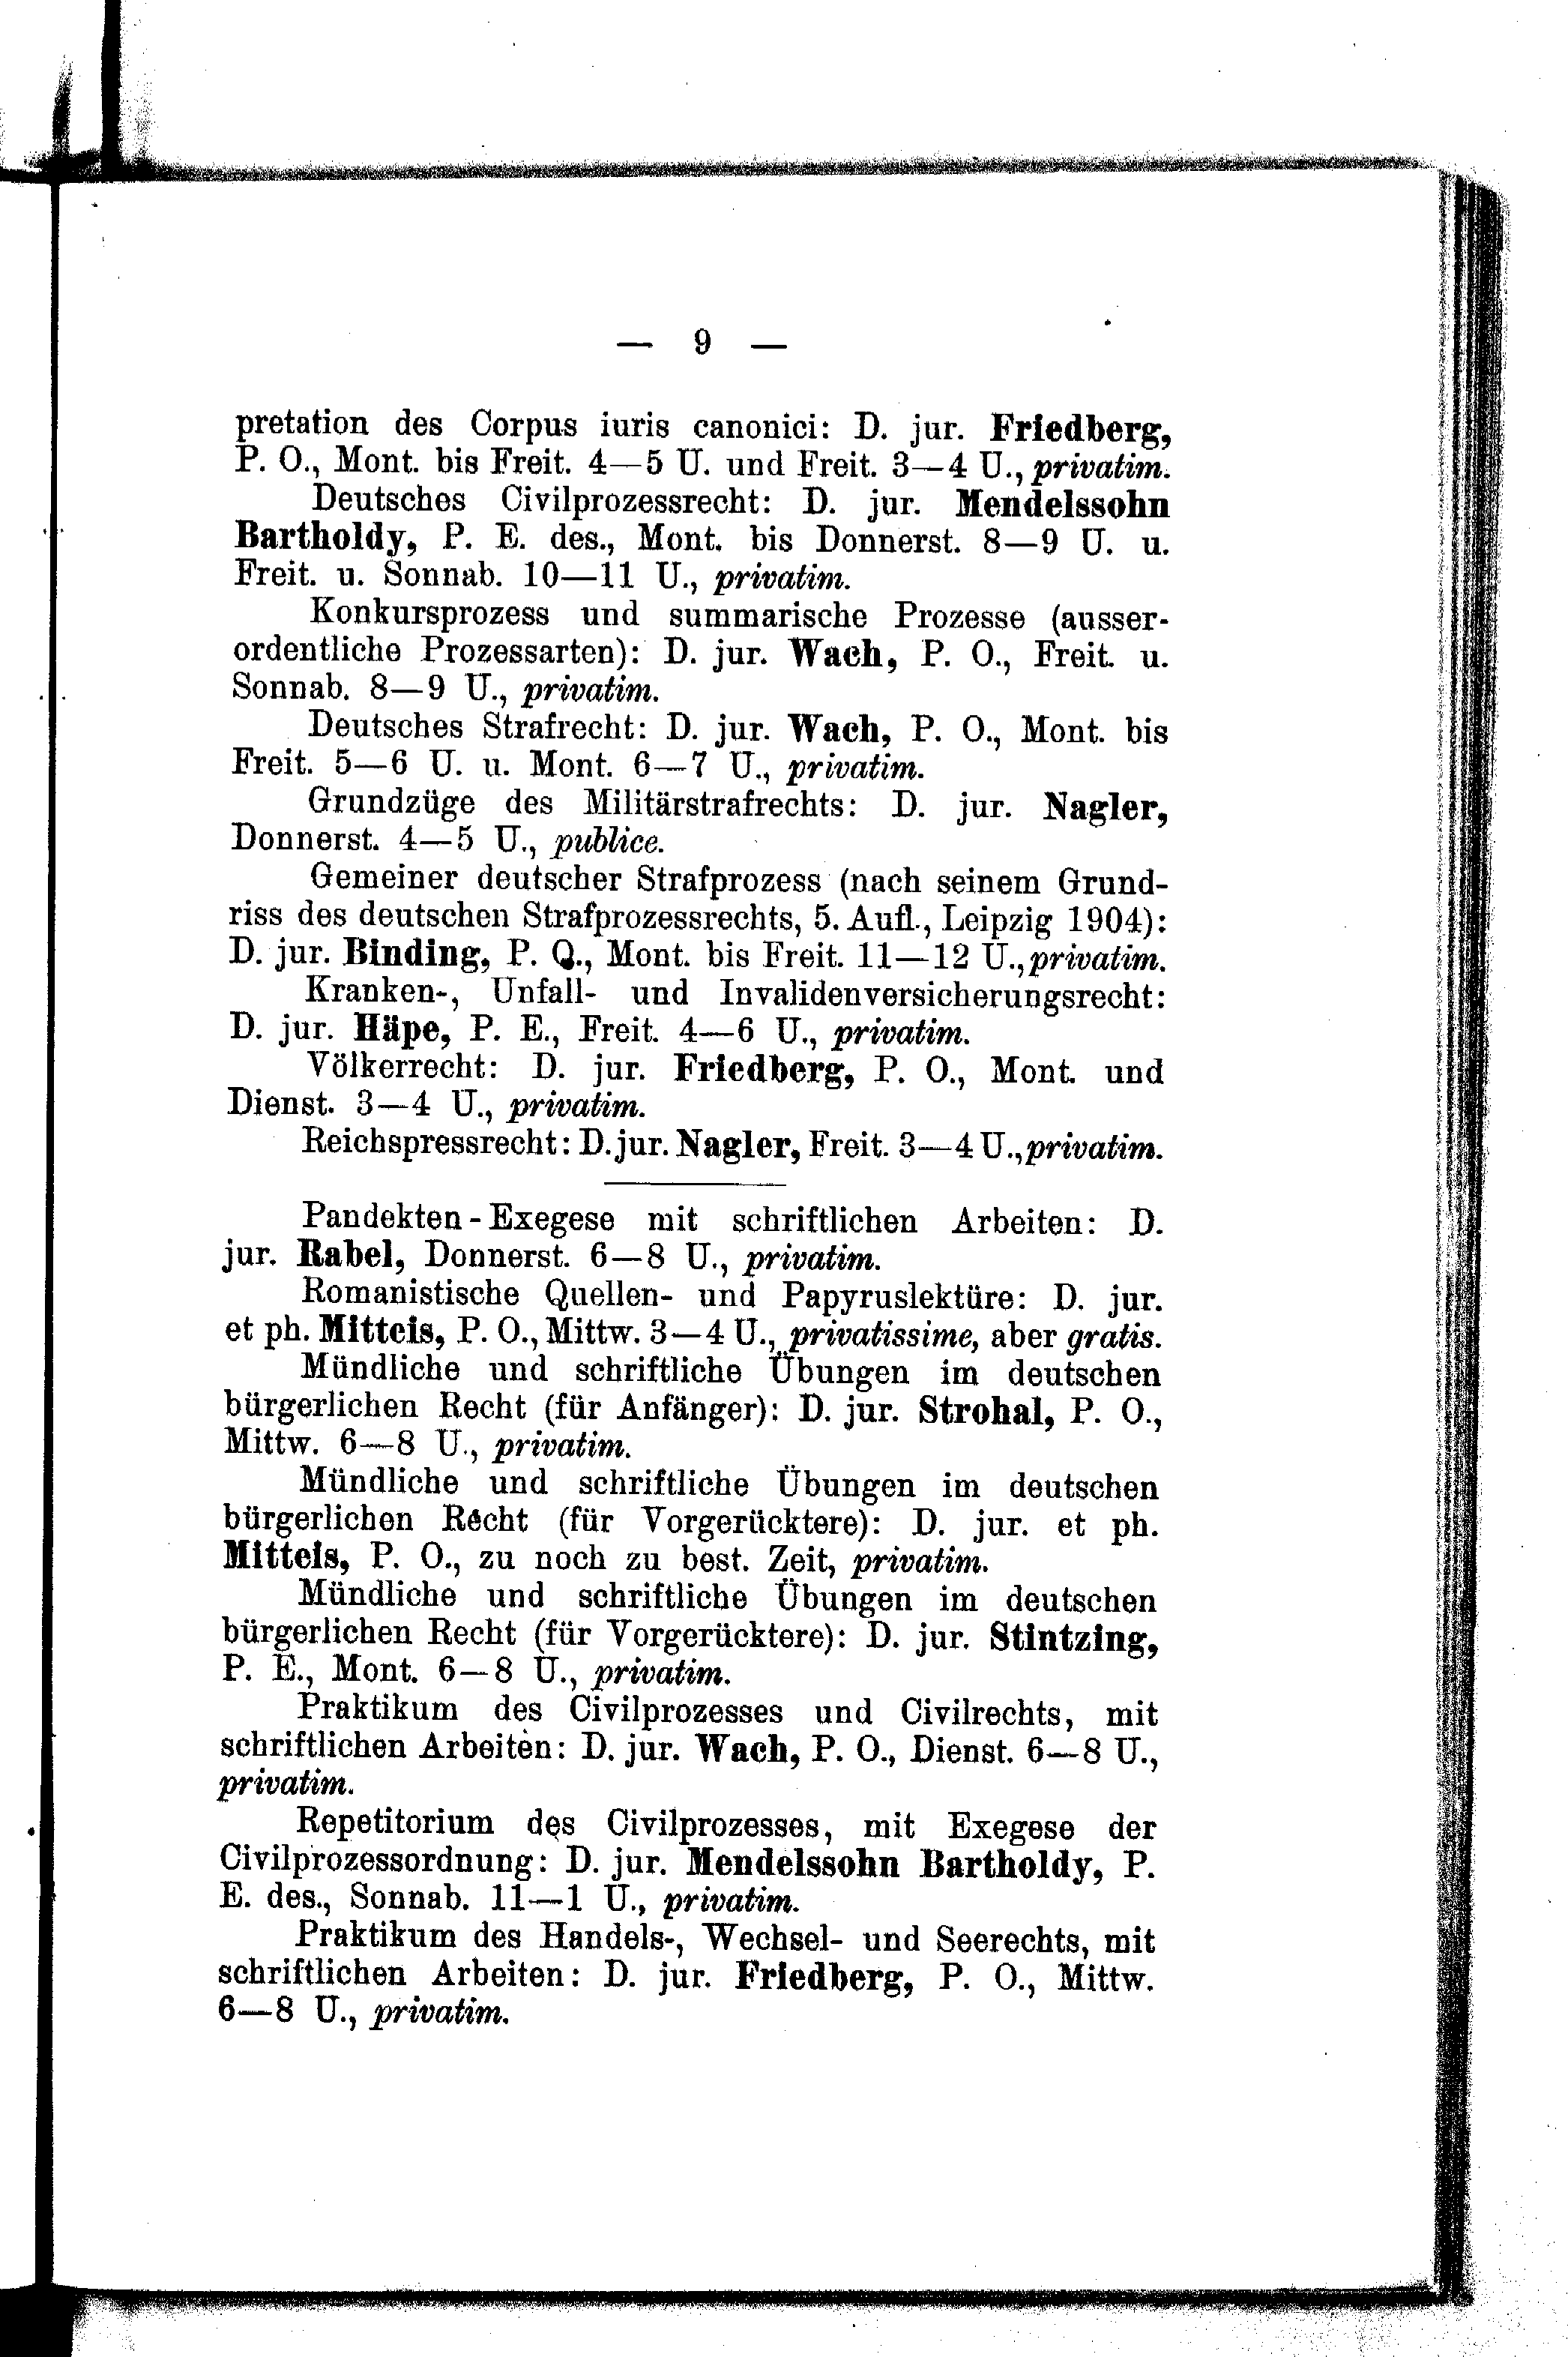 — 9 —
pretation des Corpus iuris canonici: D. jur. Friedberg,
P. O., Mont. bis Freit. 4—5 U. und Freit. 3—4 U., privatim.
Deutsches Civilprozessrecht: D. jur. Mendelssohn
Bartholdy, P. E. des., Mont. bis Donnerst. 8—9 U. u.
Freit. u. Sonnab. 10—11 U., privatim.
Konkursprozess und summarische Prozesse (ausser-
ordentliche Prozessarten): D. jur. Wach, P. O., Freit. u.
Sonnab. 8—9 U., privatim.
Deutsches Strafrecht: D. jur. Wach, P. O., Mont. bis
Freit. 5—6 U. u. Mont. 6—7 U., privatim.
Grundzüge des Militärstrafrechts: D. jur. Nagler,
Donnerst. 4—5 U., publice.
Gemeiner deutscher Strafprozess (nach seinem Grund-
riss des deutschen Strafprozessrechts, 5. Aufl., Leipzig 1904):
D. jur. Binding, P. O., Mont. bis Freit. 11—12 U., privatim.
Kranken-, Unfall- und Invalidenversicherungsrecht:
D. jur. Häpe, P. E., Freit. 4—6 U., privatim.
Völkerrecht: D. jur. Friedberg, P. O., Mont. und
Dienst. 3—4 U., privatim.
Reichspressrecht: D. jur. Nagler, Freit. 3—4 U., privatim.
Pandekten-Exegese mit schriftlichen Arbeiten: D.
jur. Rabel, Donnerst. 6—8 U., privatim.
Romanistische Quellen- und Papyruslektüre: D. jur.
et ph. Mitteis, P. O., Mittw. 3—4 U., privatissime, aber gratis.
Mündliche und schriftliche Übungen im deutschen
bürgerlichen Recht (für Anfänger): D. jur. Strohal, P. O.,
Mittw. 6—8 U., privatim.
Mündliche und schriftliche Übungen im deutschen
bürgerlichen Recht (für Vorgerücktere): D. jur. et ph.
Mitteis, P. O., zu noch zu best. Zeit, privatim.
Mündliche und schriftliche Übungen im deutschen
bürgerlichen Recht (für Vorgerücktere): D. jur. Stintzing,
P. E., Mont. 6—8 U., privatim.
Praktikum des Civilprozesses und Civilrechts, mit
schriftlichen Arbeiten: D. jur. Wach, P. O., Dienst. 6—8 U.,
privatim.
Repetitorium des Civilprozesses, mit Exegese der
Civilprozessordnung: D. jur. Mendelssohn Bartholdy, P.
E. des., Sonnab. 11—1 U., privatim.
Praktikum des Handels-, Wechsel- und Seerechts, mit
schriftlichen Arbeiten: D. jur. Friedberg, P. O., Mittw.
6—8 U., privatim.